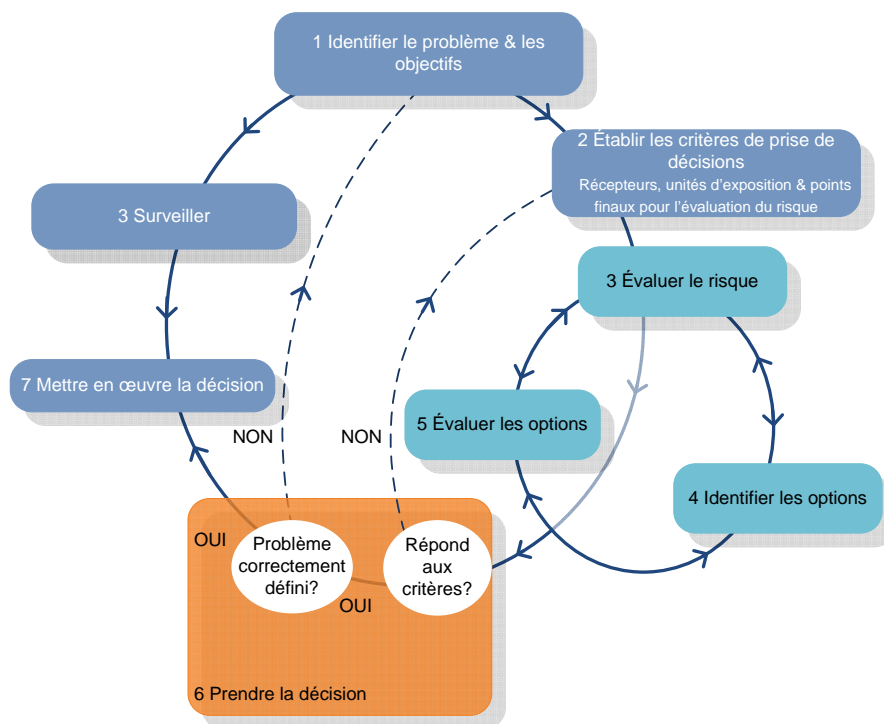 1 Identifier le problème & les
objectifs
2 Établir les critères de prise de
décisions
Récepteurs, unités d'exposition & points
finaux pour l'évaluation du risque
3 Surveiller
3 Évaluer le risque
7 Mettre en œuvre la décision
5 Évaluer les options
NON
NON
4 Identifier les options
OUI
Problème
correctement
défini?
Répond
aux
critères?
OUI
6 Prendre la décision